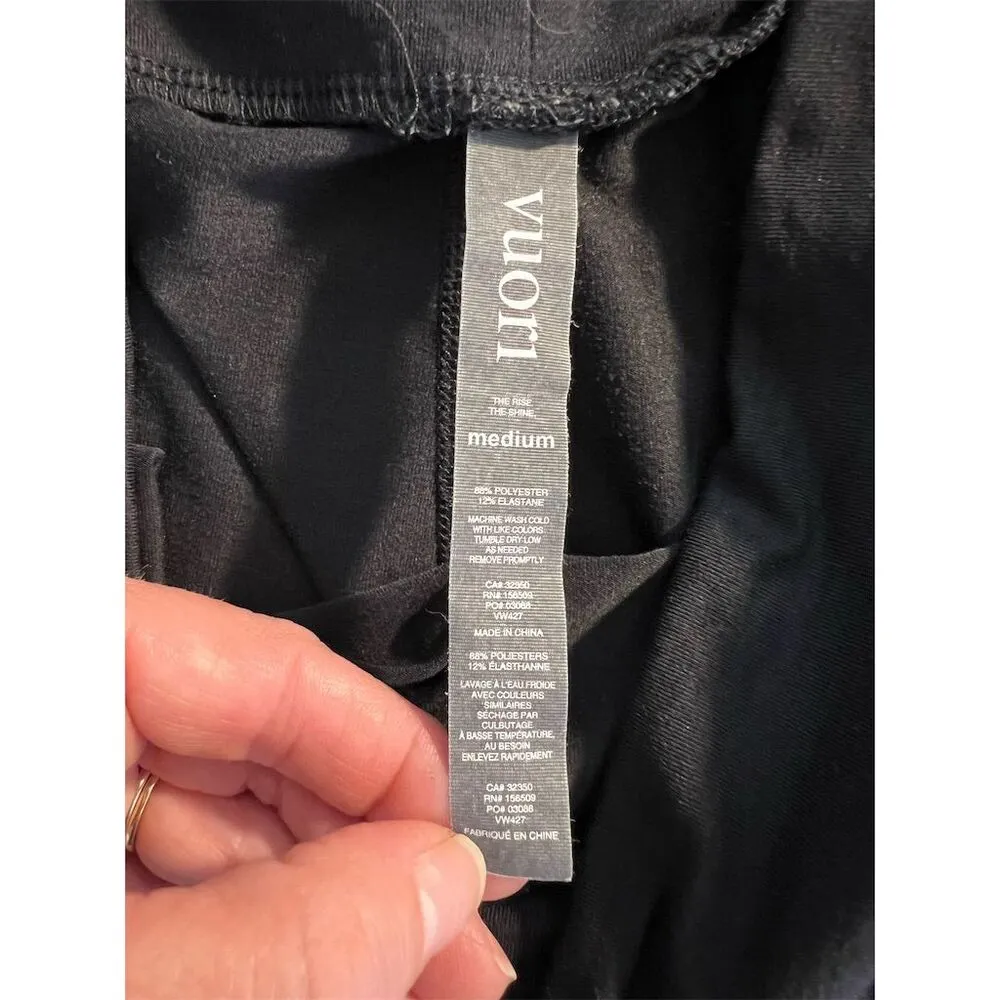 vuori
THE RISE
THE SHINE.
medium
88% POLYESTER
12% ELASTANE
MACHINE WASH COLD
WITH LIKE COLORS
TUMBLE DRY LOW
AS NEEDED
REMOVE PROMPTLY
CA# 32350
RN# 156509
PO# 03088
VW427
MADE IN CHINA
88% POLIESTERS
12% ÉLASTHANNE
LAVAGE À L'EAU FROIDE
AVEC COULEURS
SIMILAIRES
SÉCHAGE PAR
CULBUTAGE
À BASSE TEMPÉRATURE,
AU BESOIN
ENLEVEZ RAPIDEMENT
CA# 32350
RN# 156509
PO# 03088
VW427
FABRIQUÉ EN CHINE